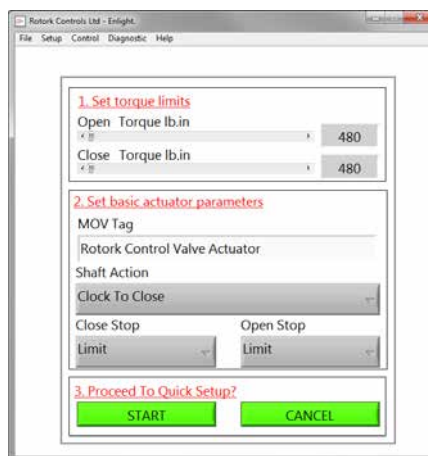 Rotork Controls Ltd - Enlight.
File Setup Control Diagnostic Help
1. Set torque limits
Open Torque lb.in
480
Close Torque lb.in
480
2. Set basic actuator parameters
MOV Tag
Rotork Control Valve Actuator
Shaft Action
Clock To Close
Close Stop Open Stop
Limit Limit
3. Proceed To Quick Setup?
START CANCEL